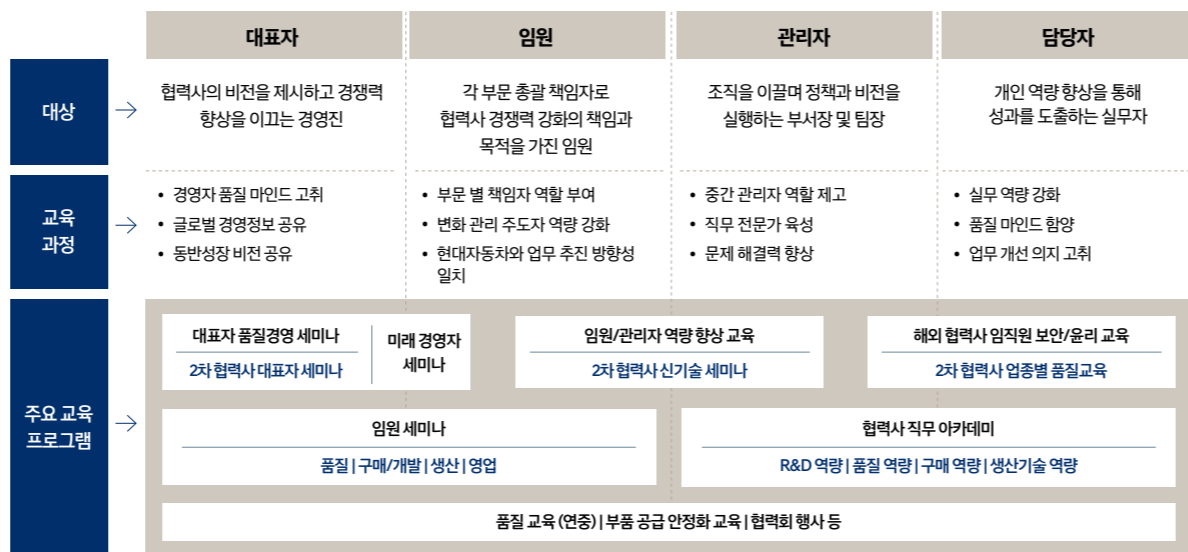 대표자
임원
관리자
담당자
대상
협력사의 비전을 제시하고 경쟁력
향상을 이끄는 경영진
각 부문 총괄 책임자로
협력사 경쟁력 강화의 책임과
목적을 가진 임원
조직을 이끌며 정책과 비전을
실행하는 부서장 및 팀장
개인 역량 향상을 통해
성과를 도출하는 실무자
교육
과정
• 경영자 품질 마인드 고취
• 글로벌 경영정보 공유
• 동반성장 비전 공유
• 부문 별 책임자 역할 부여
• 변화 관리 주도자 역량 강화
• 현대자동차와 업무 추진 방향성
일치
• 중간 관리자 역할 제고
• 직무 전문가 육성
• 문제 해결력 향상
• 실무 역량 강화
• 품질 마인드 함양
• 업무 개선 의지 고취
주요 교육
프로그램
대표자 품질경영 세미나
2차 협력사 대표자 세미나
미래 경영자
세미나
임원/관리자 역량 향상 교육
2차 협력사 신기술 세미나
해외 협력사 임직원 보안/윤리 교육
2차 협력사 업종별 품질교육
임원 세미나
품질 | 구매/개발 | 생산 | 영업
협력사 직무 아카데미
R&D 역량 | 품질 역량 | 구매 역량 | 생산기술 역량
품질 교육 (연중) | 부품 공급 안정화 교육 | 협력회 행사 등